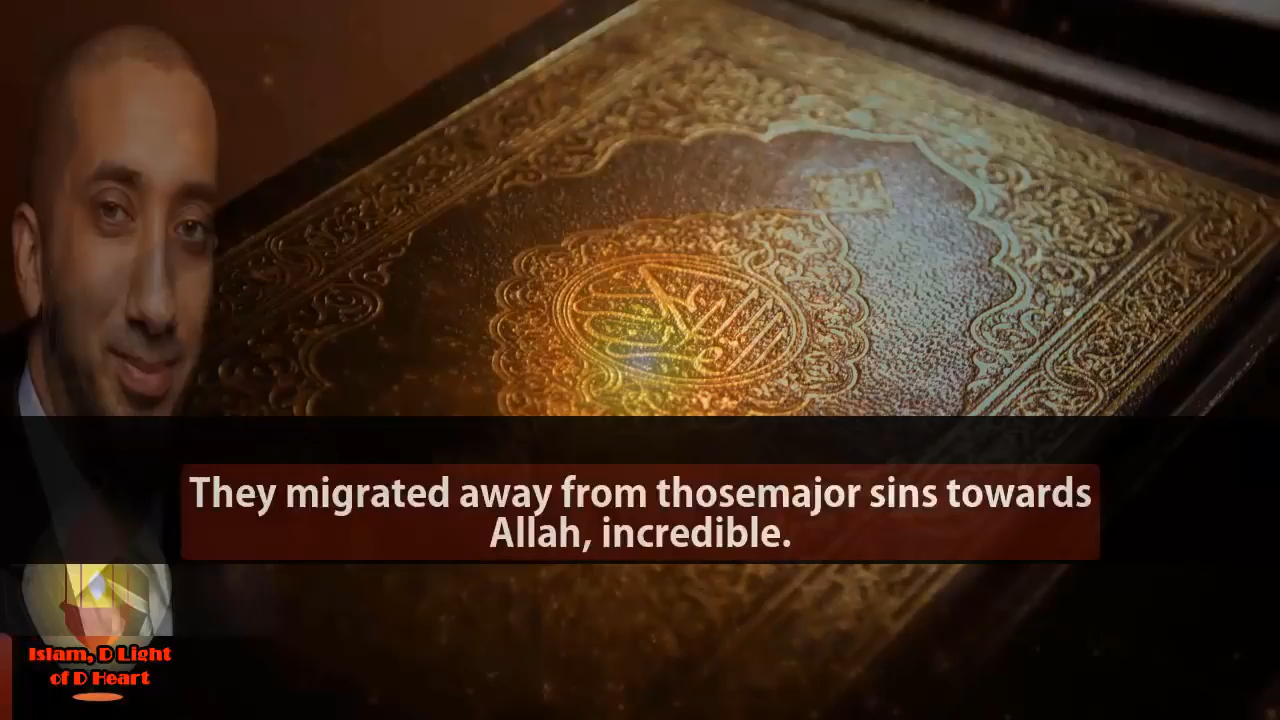 They migrated away from thosemajor sins towards
Allah, incredible.
Islam, D Light
of D Heart